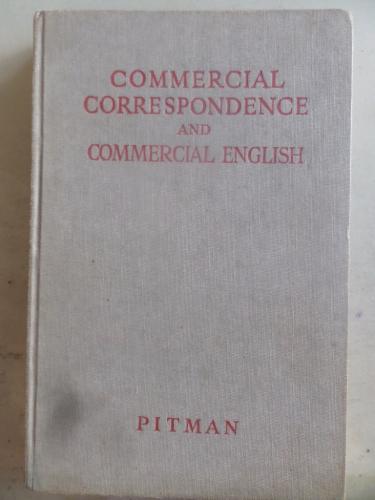 COMMERCIAL
CORRESPONDENCE
AND
COMMERCIAL ENGLISH
PITMAN